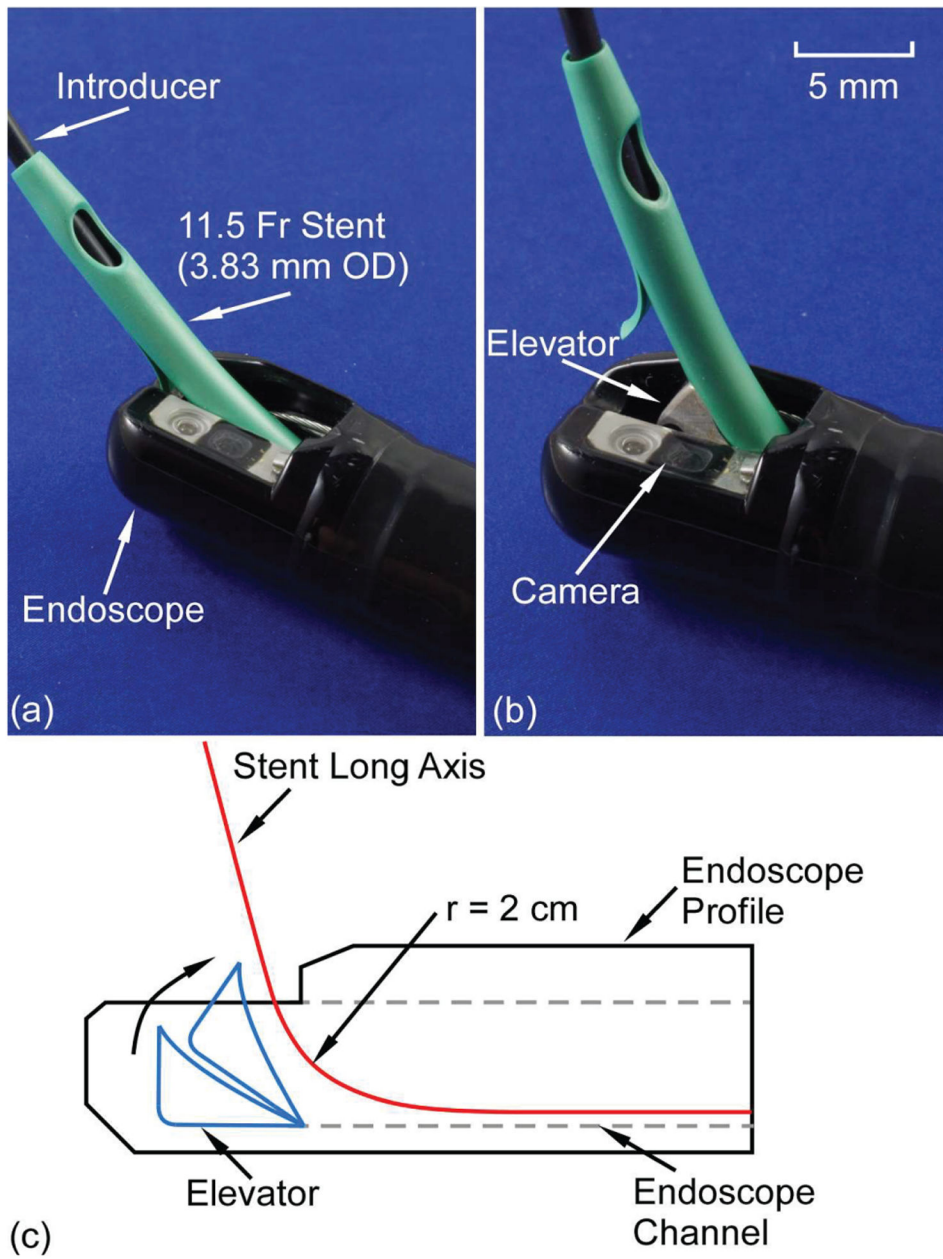 Introducer
11.5 Fr Stent
(3.83 mm OD)
Endoscope
(a)
5 mm
Elevator
Camera
(b)
Stent Long Axis
Endoscope
Profile
r = 2 cm
Elevator
Endoscope
Channel
(c)